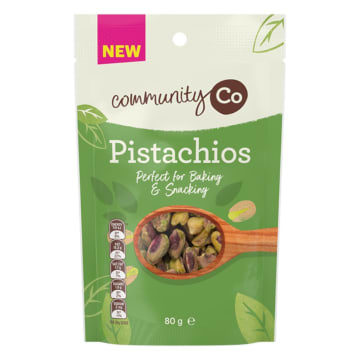 NEW
community Co
Pistachios
Perfect for Baking
& Snacking
80 g ℮